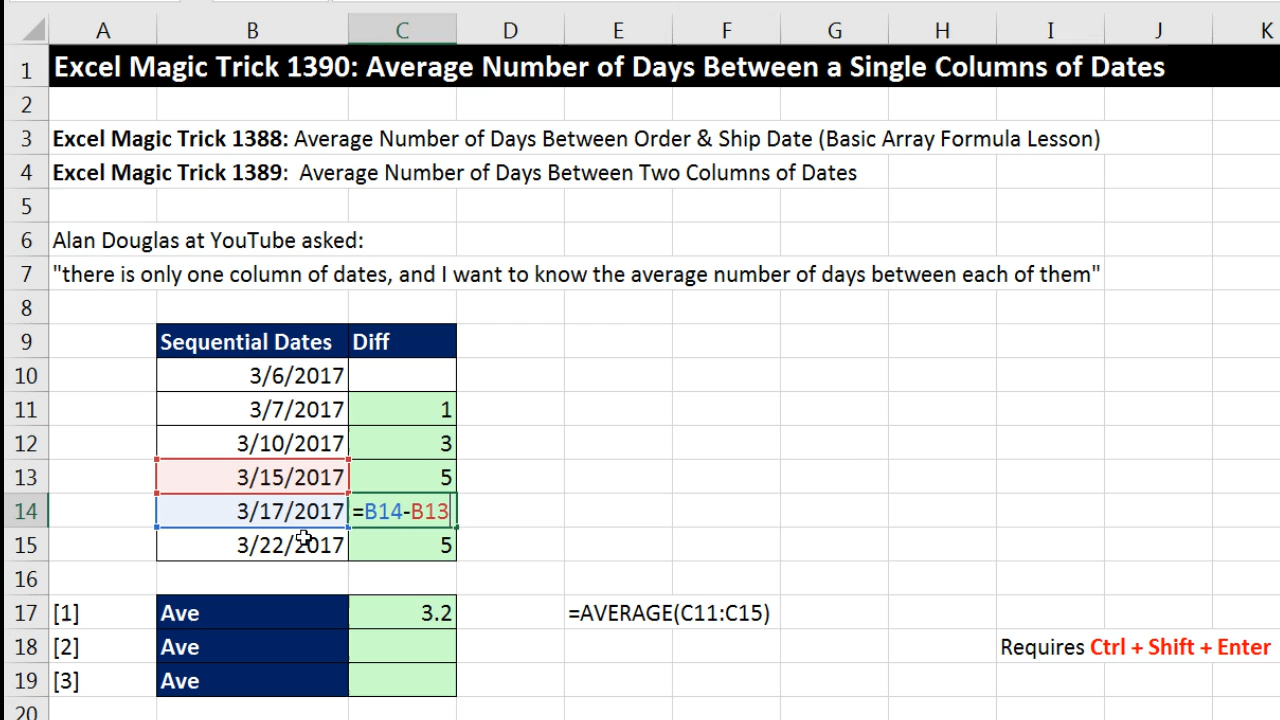 A B C D E F G H I J K
1 Excel Magic Trick 1390: Average Number of Days Between a Single Columns of Dates
2
3 Excel Magic Trick 1388: Average Number of Days Between Order & Ship Date (Basic Array Formula Lesson)
4 Excel Magic Trick 1389: Average Number of Days Between Two Columns of Dates
5
6 Alan Douglas at YouTube asked:
7 "there is only one column of dates, and I want to know the average number of days between each of them"
8
9 Sequential Dates Diff
10 3/6/2017
11 3/7/2017 1
12 3/10/2017 3
13 3/15/2017 5
14 3/17/2017 =B14-B13
15 3/22/2017 5
16
17 [1] Ave 3.2 =AVERAGE(C11:C15)
18 [2] Ave Requires Ctrl + Shift + Enter
19 [3] Ave
20